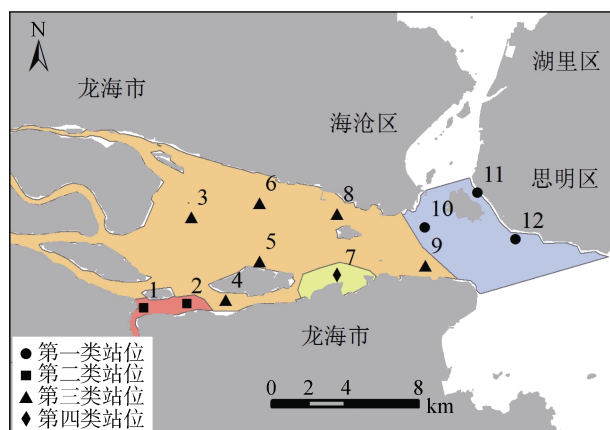 N
湖里区
龙海市
海沧区
思明区
11
6
8
3
10
12
5
9
7
2
4
1
龙海市
第一类站位
第二类站位
第三类站位
第四类站位
0 2 4 8
km